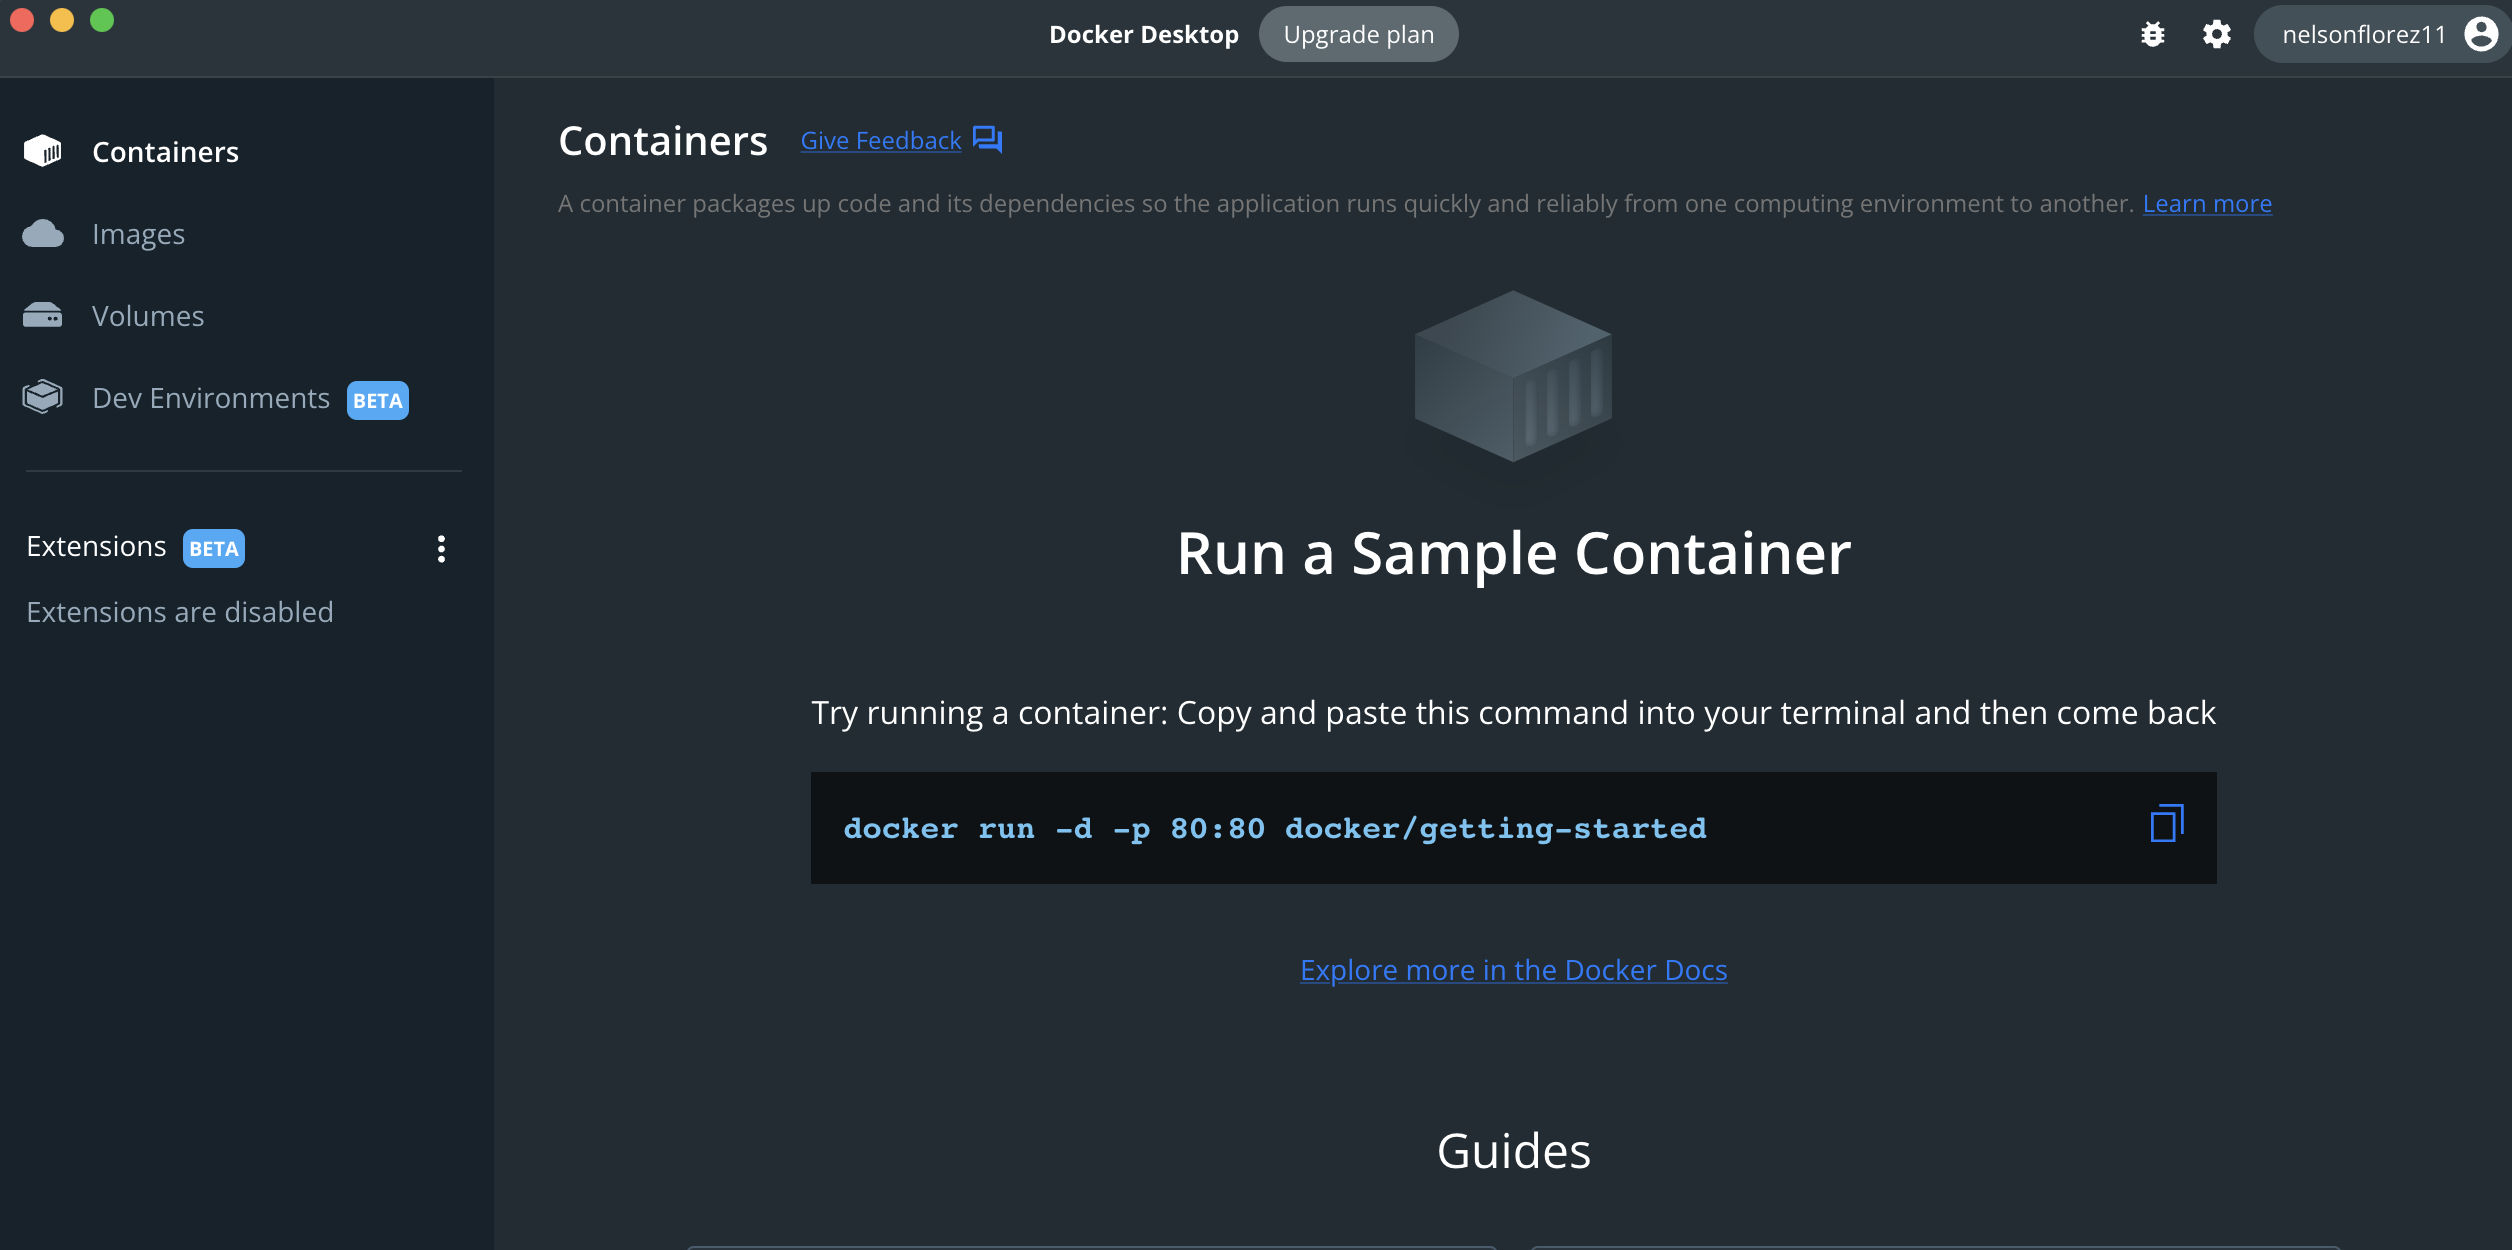 Docker Desktop
Upgrade plan
nelsonflorez11
Containers
Images
Volumes
Dev Environments BETA
Extensions BETA
Extensions are disabled
Containers
Give Feedback
A container packages up code and its dependencies so the application runs quickly and reliably from one computing environment to another. Learn more
Run a Sample Container
Try running a container: Copy and paste this command into your terminal and then come back
docker run -d -p 80:80 docker/getting-started
Explore more in the Docker Docs
Guides